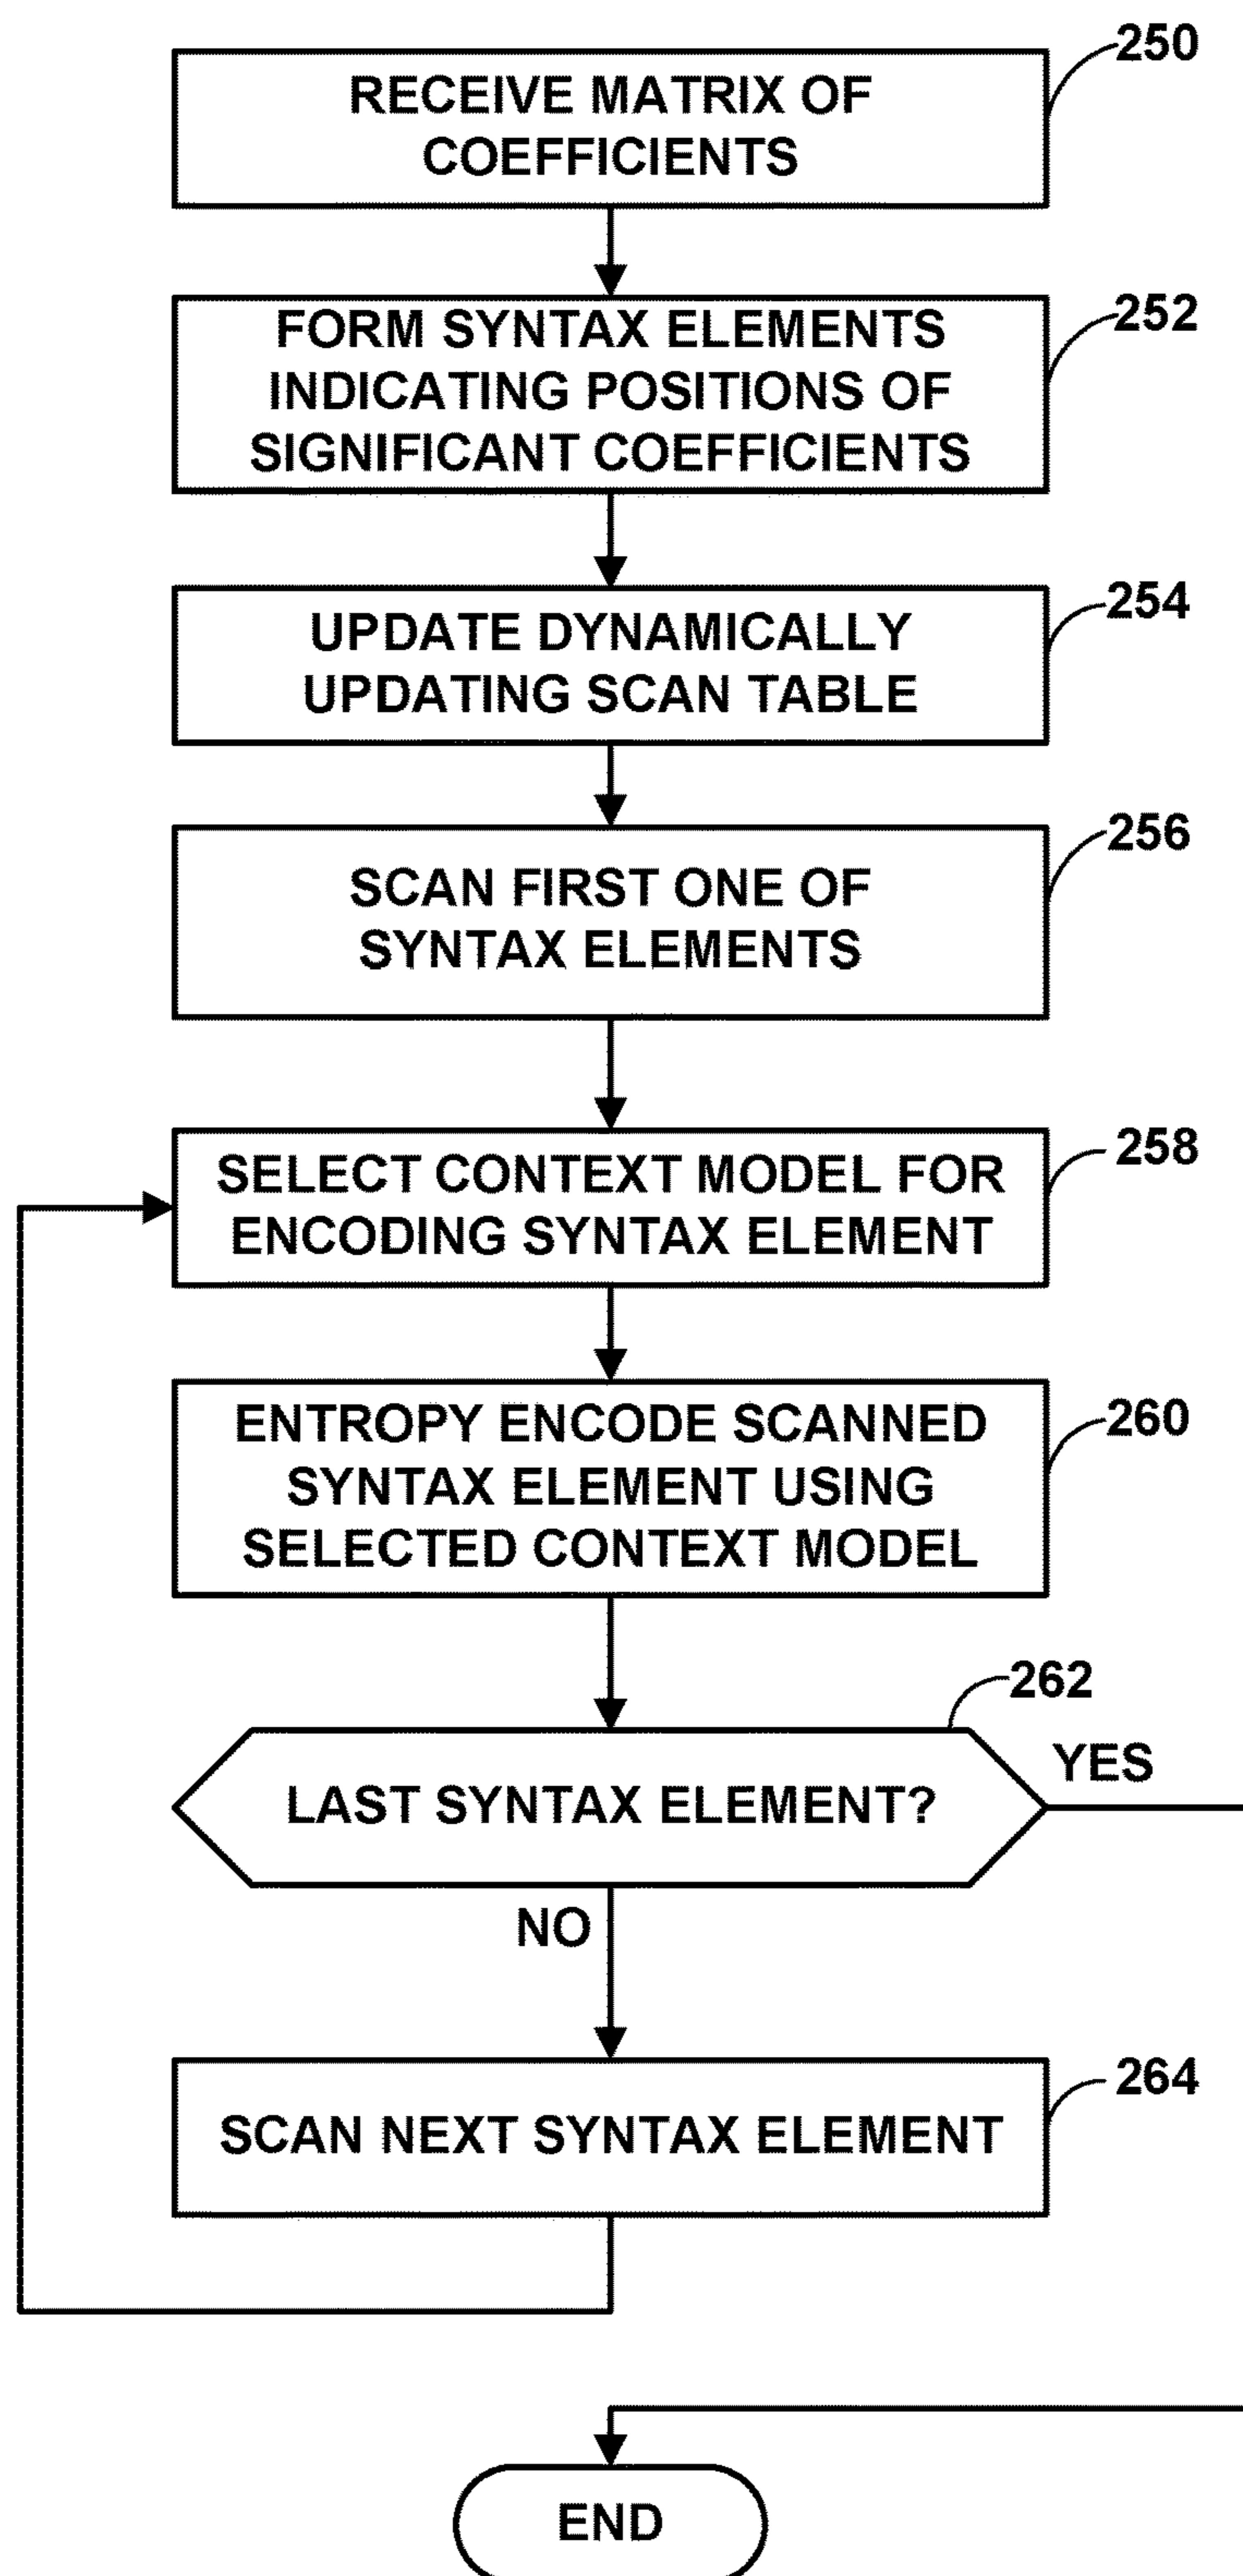 250
RECEIVE MATRIX OF
COEFFICIENTS
252
FORM SYNTAX ELEMENTS
INDICATING POSITIONS OF
SIGNIFICANT COEFFICIENTS
254
UPDATE DYNAMICALLY
UPDATING SCAN TABLE
256
SCAN FIRST ONE OF
SYNTAX ELEMENTS
258
SELECT CONTEXT MODEL FOR
ENCODING SYNTAX ELEMENT
260
ENTROPY ENCODE SCANNED
SYNTAX ELEMENT USING
SELECTED CONTEXT MODEL
262
LAST SYNTAX ELEMENT?
YES
NO
264
SCAN NEXT SYNTAX ELEMENT
END